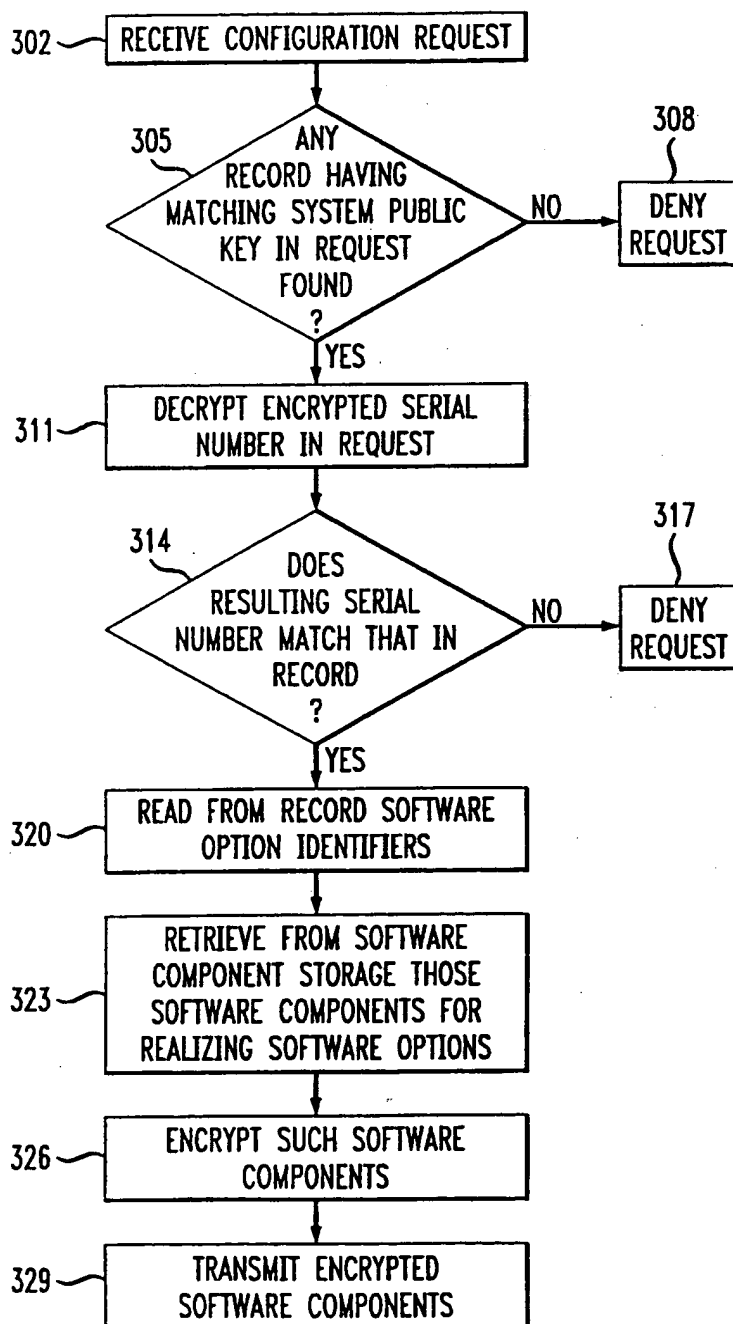 302
RECEIVE CONFIGURATION REQUEST
305
ANY
RECORD HAVING
MATCHING SYSTEM PUBLIC
KEY IN REQUEST
FOUND
?
NO
308
DENY
REQUEST
YES
311
DECRYPT ENCRYPTED SERIAL
NUMBER IN REQUEST
314
DOES
RESULTING SERIAL
NUMBER MATCH THAT IN
RECORD
?
NO
317
DENY
REQUEST
YES
320
READ FROM RECORD SOFTWARE
OPTION IDENTIFIERS
323
RETRIEVE FROM SOFTWARE
COMPONENT STORAGE THOSE
SOFTWARE COMPONENTS FOR
REALIZING SOFTWARE OPTIONS
326
ENCRYPT SUCH SOFTWARE
COMPONENTS
329
TRANSMIT ENCRYPTED
SOFTWARE COMPONENTS